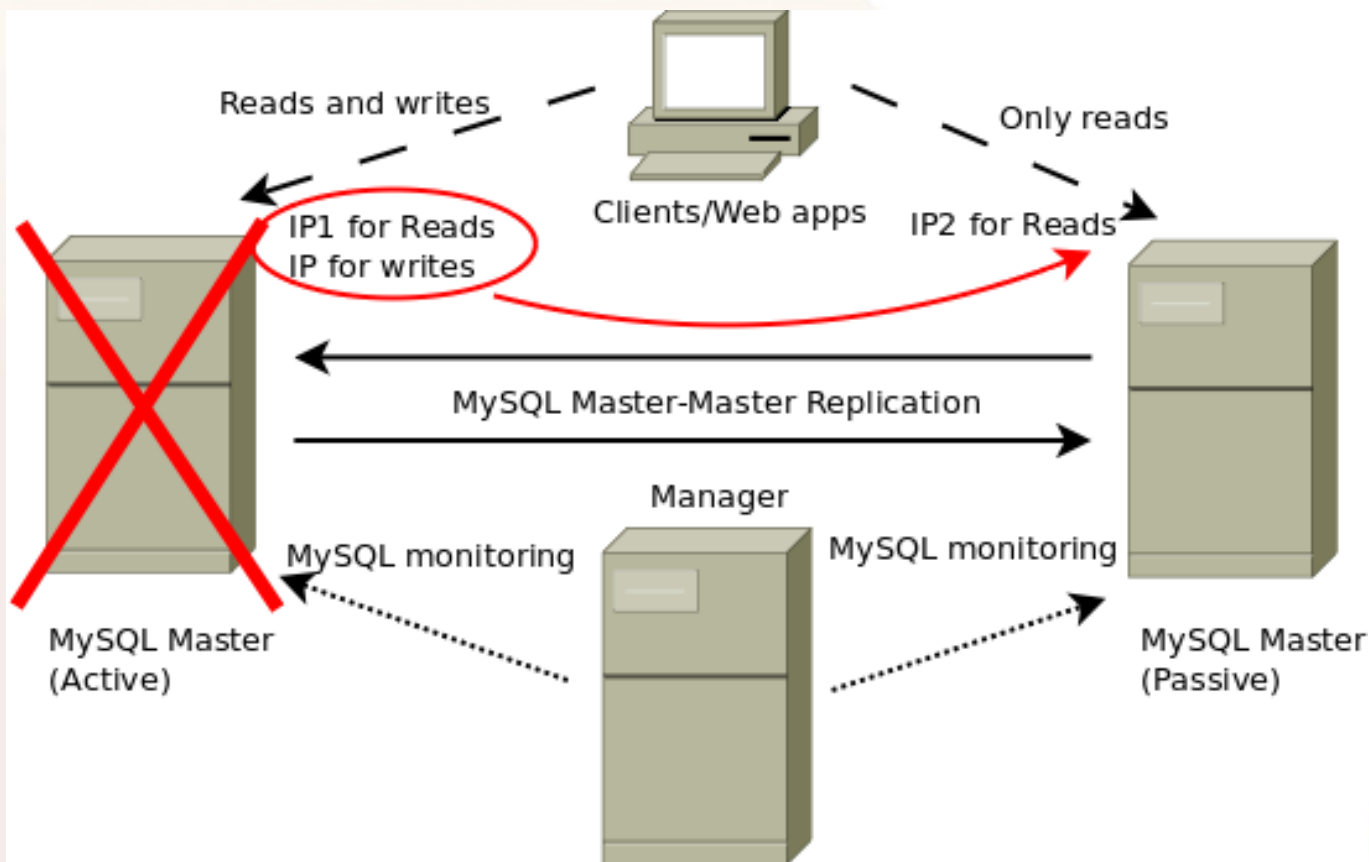 Reads and writes
Only reads
Clients/Web apps
IP1 for Reads
IP for writes
IP2 for Reads
MySQL Master-Master Replication
Manager
MySQL monitoring
MySQL monitoring
MySQL Master
(Active)
MySQL Master
(Passive)